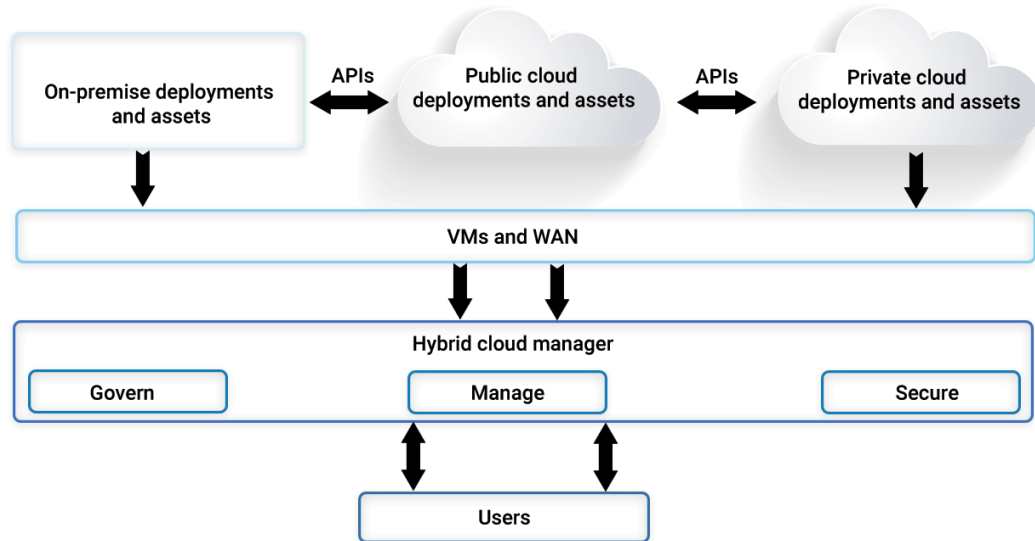 On-premise deployments
and assets
APIs
Public cloud
deployments and assets
APIs
Private cloud
deployments and assets
VMs and WAN
Hybrid cloud manager
Govern
Manage
Secure
Users